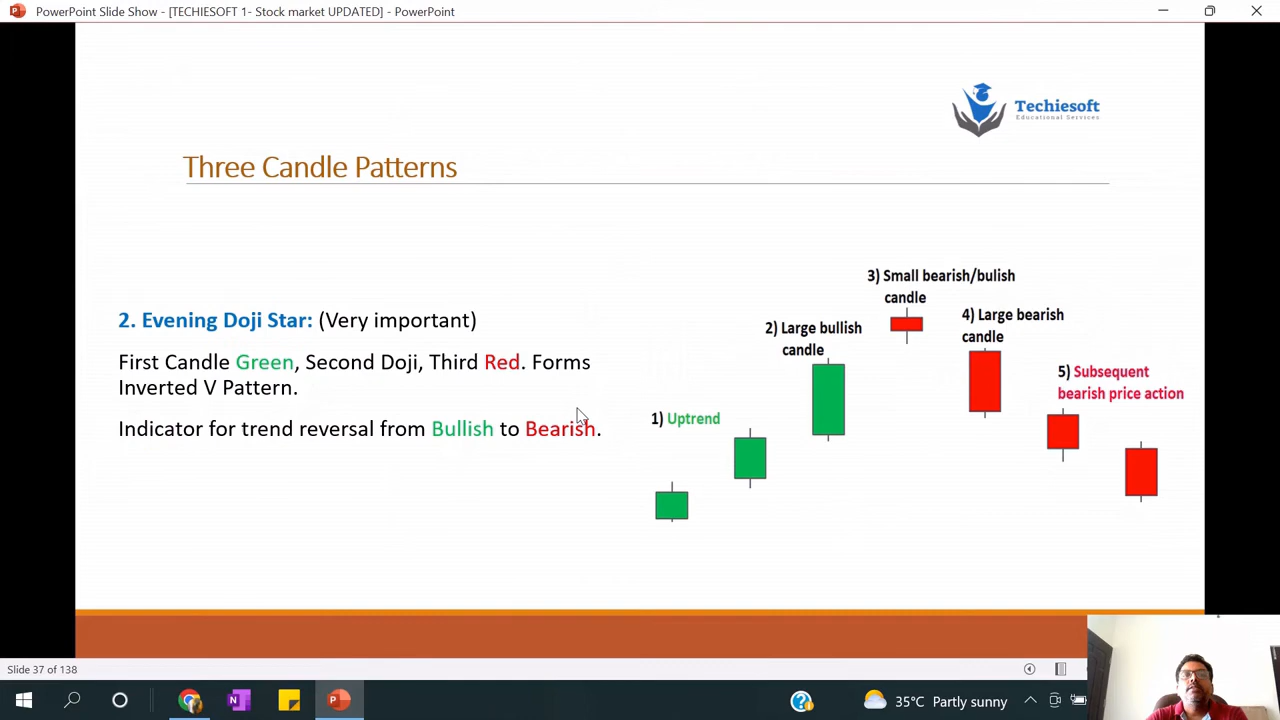 PowerPoint Slide Show - [TECHIESOFT 1- Stock market UPDATED] - PowerPoint
Techiesoft
Educational Services
Three Candle Patterns
2. Evening Doji Star: (Very important)
First Candle Green, Second Doji, Third Red. Forms
Inverted V Pattern.
Indicator for trend reversal from Bullish to Bearish.
3) Small bearish/bulish
candle
2) Large bullish
candle
4) Large bearish
candle
5) Subsequent
bearish price action
1) Uptrend
Slide 37 of 138
35°C Partly sunny